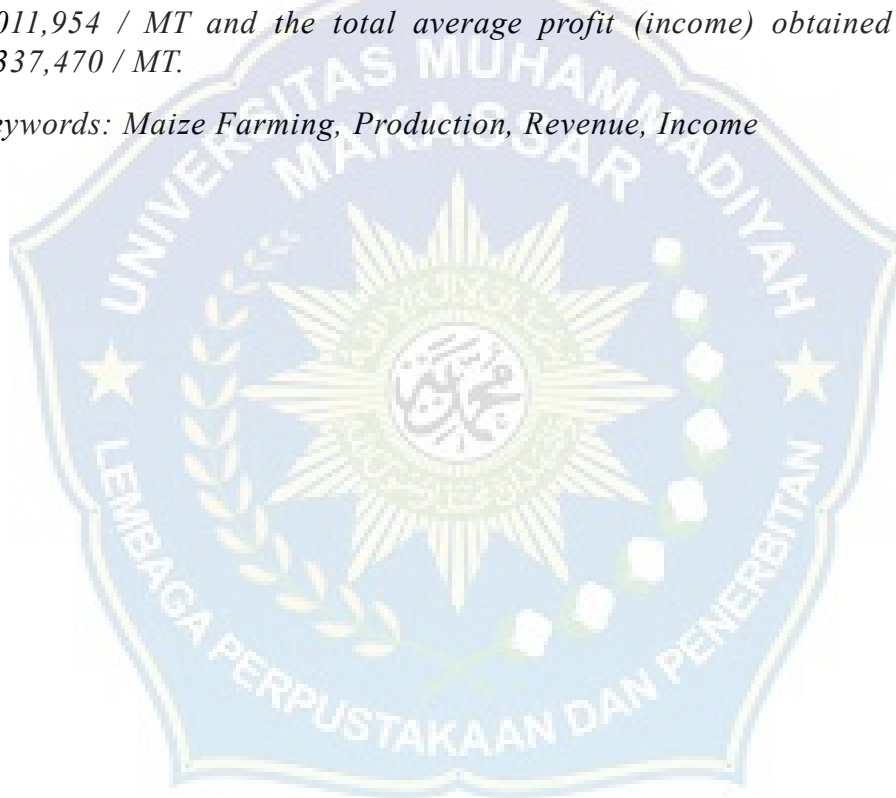 011,954 / MT and the total average profit (income) obtained
337,470 / MT.
eywords: Maize Farming, Production, Revenue, Income
UNIVERSITAS MUHAMMADIYAH
MAKASSAR
LEMBAGA PERPUSTAKAAN DAN PENERBITAN